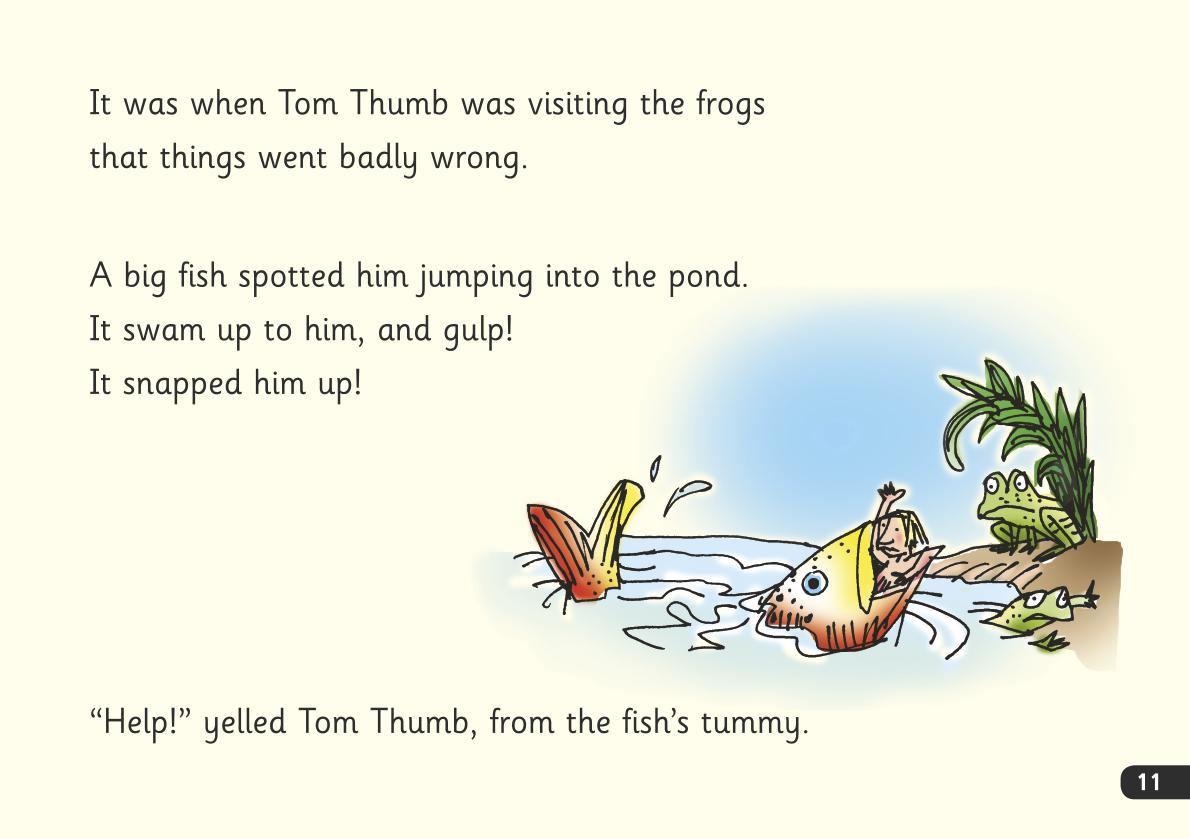 It was when Tom Thumb was visiting the frogs
that things went badly wrong.
A big fish spotted him jumping into the pond.
It swam up to him, and gulp!
It snapped him up!
“Help!” yelled Tom Thumb, from the fish’s tummy.
11